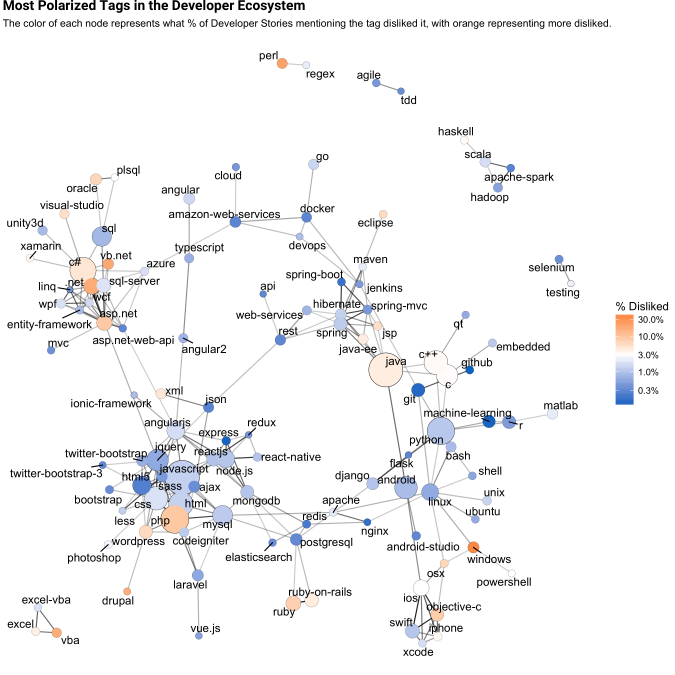 Most Polarized Tags in the Developer Ecosystem
The color of each node represents what % of Developer Stories mentioning the tag disliked it, with orange representing more disliked.
perl
regex
agile
tdd
haskell
scala
apache-spark
hadoop
go
cloud
plsql
oracle
angular
visual-studio
amazon-web-services
docker
unity3d
sql
eclipse
devops
xamarin
typescript
vb.net
c#
azure
maven
selenium
testing
spring-boot
jenkins
linq
.net
sql-server
api
wpf
wcf
hibernate
spring-mvc
% Disliked
30.0%
10.0%
3.0%
1.0%
0.3%
entity-framework
asp.net
web-services
qt
mvc
asp.net-web-api
rest
spring
jsp
angular2
java-ee
embedded
java
c++
github
c
xml
json
git
ionic-framework
machine-learning
matlab
angularjs
express
redux
r
python
twitter-bootstrap
jquery
reactjs
react-native
bash
twitter-bootstrap-3
javascript
node.js
flask
html5
sass
ajax
django
android
shell
bootstrap
css
html
mongodb
apache
linux
unix
less
php
mysql
redis
ubuntu
wordpress
codeigniter
nginx
photoshop
elasticsearch
postgresql
android-studio
windows
osx
powershell
laravel
drupal
ruby-on-rails
ios
excel-vba
ruby
objective-c
excel
vba
vue.js
swift
iphone
xcode